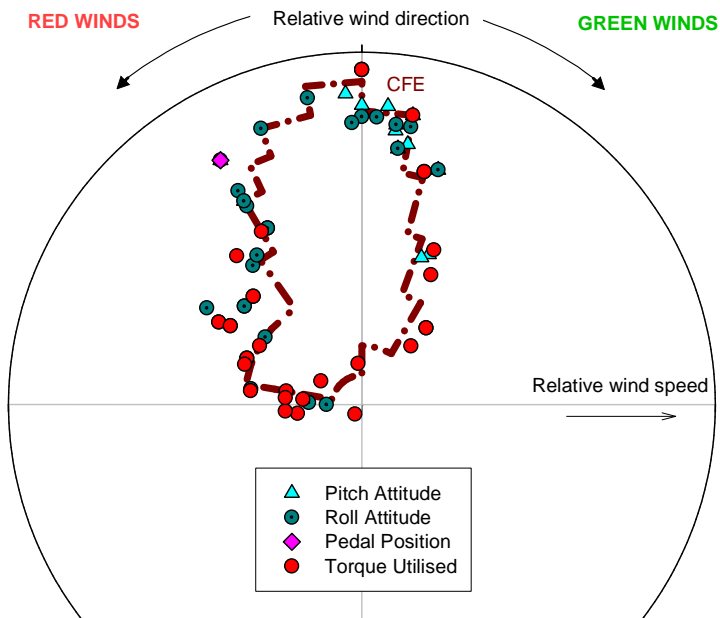 RED WINDS
Relative wind direction
GREEN WINDS
CFE
Relative wind speed
Pitch Attitude
Roll Attitude
Pedal Position
Torque Utilised